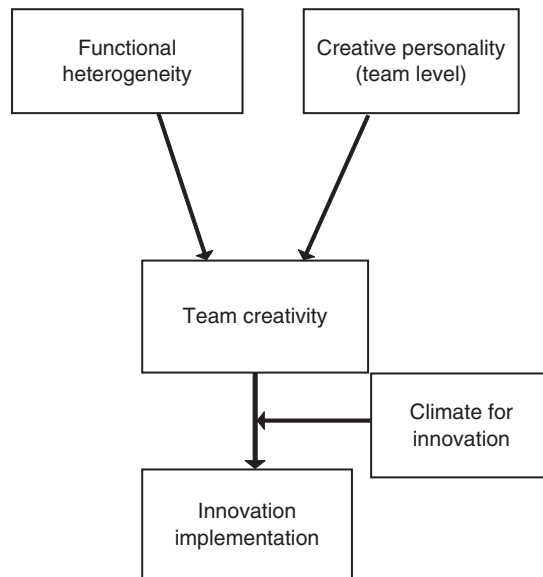 Functional
heterogeneity
Creative personality
(team level)
Team creativity
Climate for
innovation
Innovation
implementation